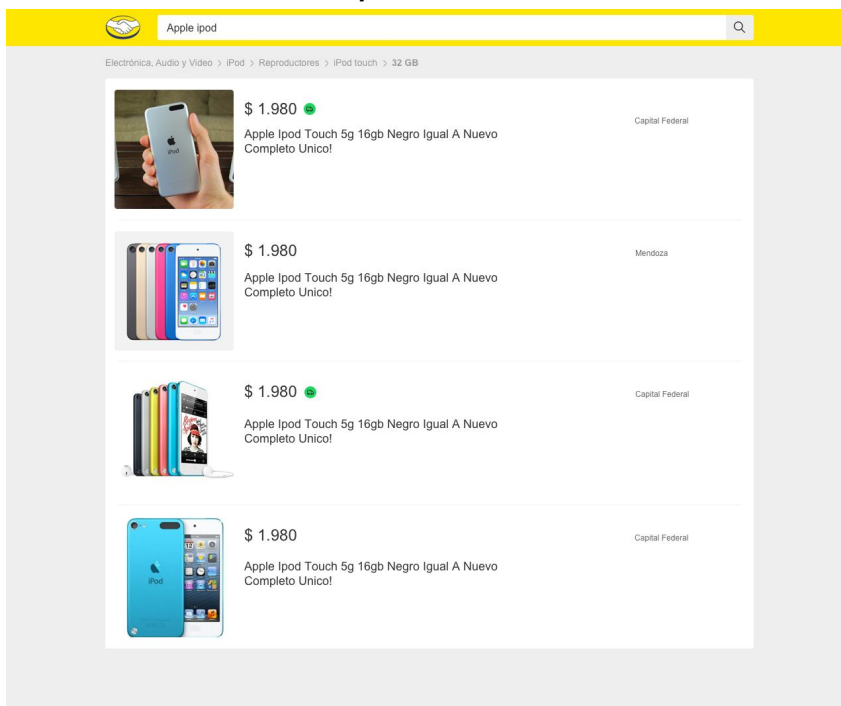 Apple ipod
Electrónica, Audio y Video > iPod > Reproductores > iPod touch > 32 GB
$ 1.980
Capital Federal
Apple Ipod Touch 5g 16gb Negro Igual A Nuevo
Completo Unico!
iPod
$ 1.980
Mendoza
Apple Ipod Touch 5g 16gb Negro Igual A Nuevo
Completo Unico!
$ 1.980
Capital Federal
Apple Ipod Touch 5g 16gb Negro Igual A Nuevo
Completo Unico!
$ 1.980
Capital Federal
Apple Ipod Touch 5g 16gb Negro Igual A Nuevo
Completo Unico!
iPod
12